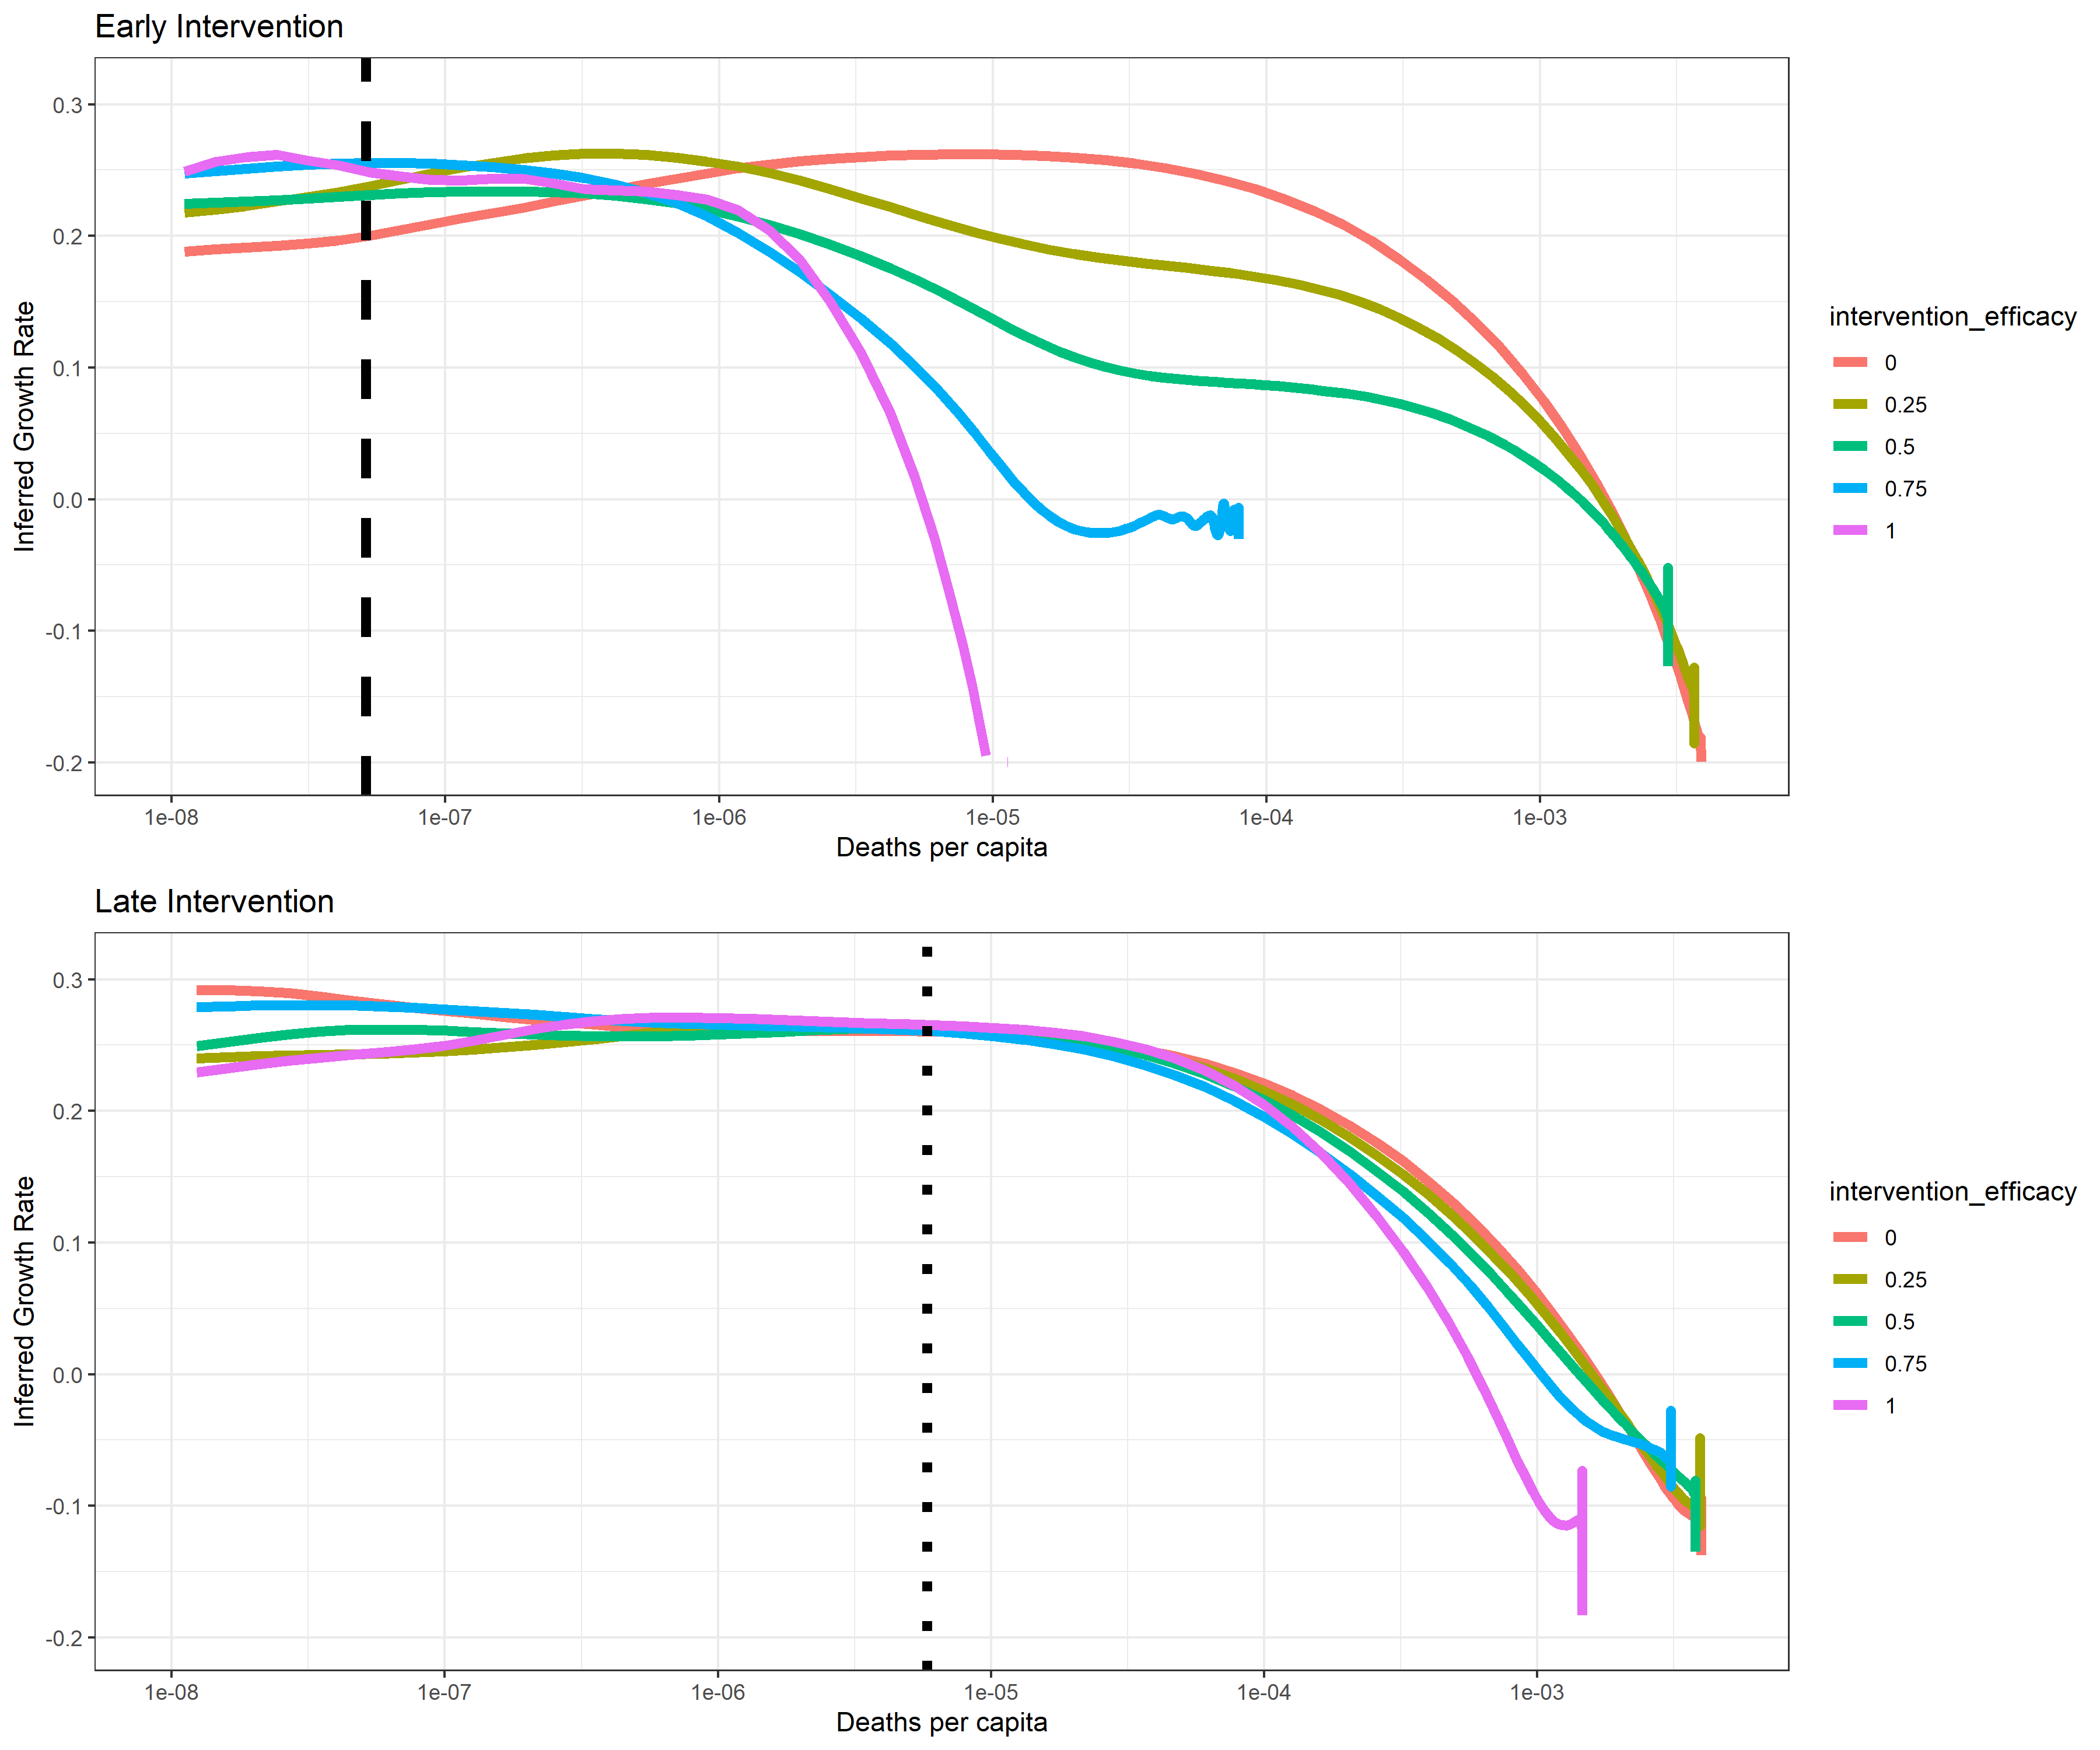 Early Intervention
0.3
0.2
0.1
0.0
-0.1
-0.2
Inferred Growth Rate
1e-08 1e-07 1e-06 1e-05 1e-04 1e-03
Deaths per capita
intervention_efficacy
0
0.25
0.5
0.75
1
Late Intervention
0.3
0.2
0.1
0.0
-0.1
-0.2
Inferred Growth Rate
1e-08 1e-07 1e-06 1e-05 1e-04 1e-03
Deaths per capita
intervention_efficacy
0
0.25
0.5
0.75
1